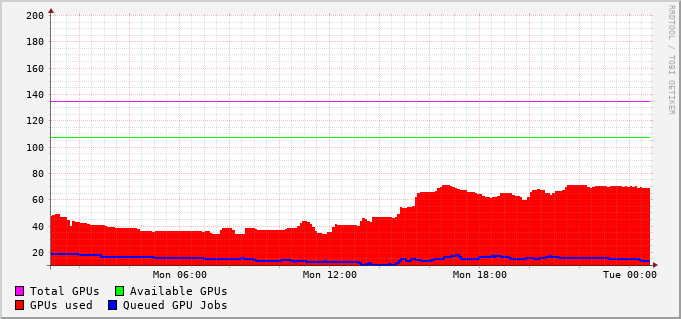 200
180
160
140
120
100
80
60
40
20
Mon 06:00 Mon 12:00 Mon 18:00 Tue 00:00
Total GPUs Available GPUs
GPUs used Queued GPU Jobs
RRDTOOL / TOBI OETIKER